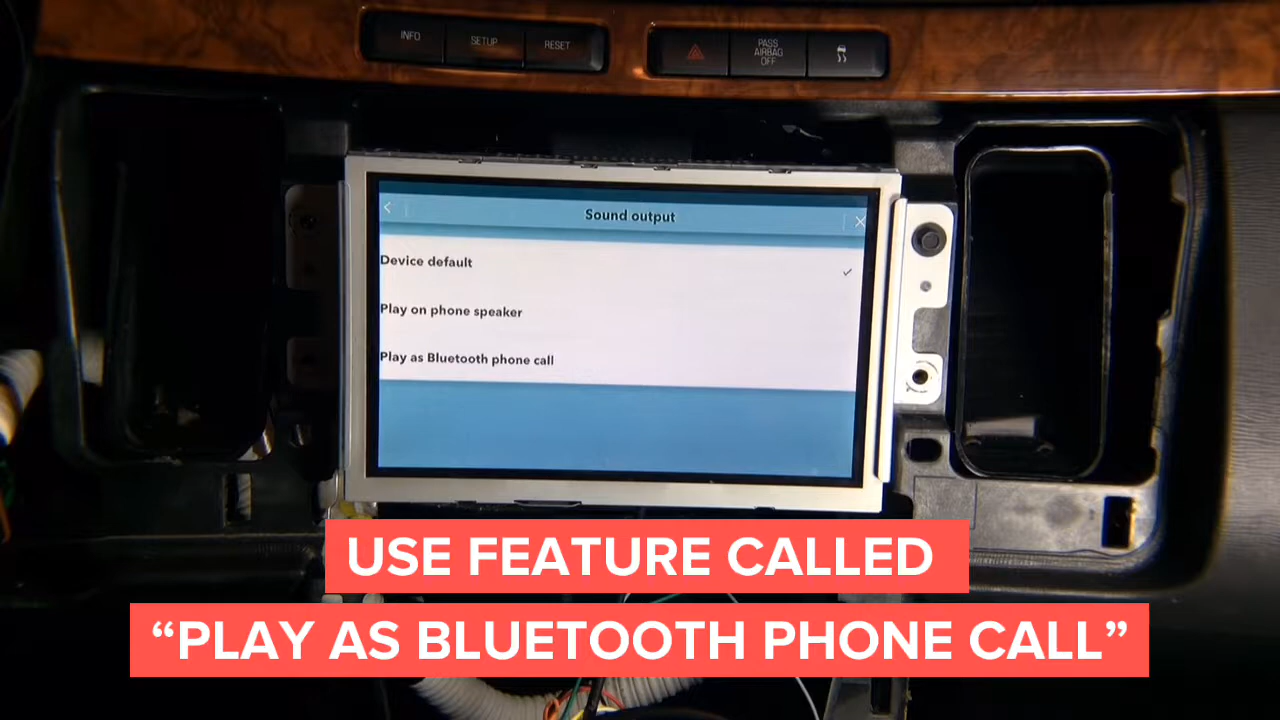 INFO
SETUP
RESET
PASS
AIRBAG
OFF
Sound output
Device default
Play on phone speaker
Play as Bluetooth phone call
USE FEATURE CALLED
“PLAY AS BLUETOOTH PHONE CALL”